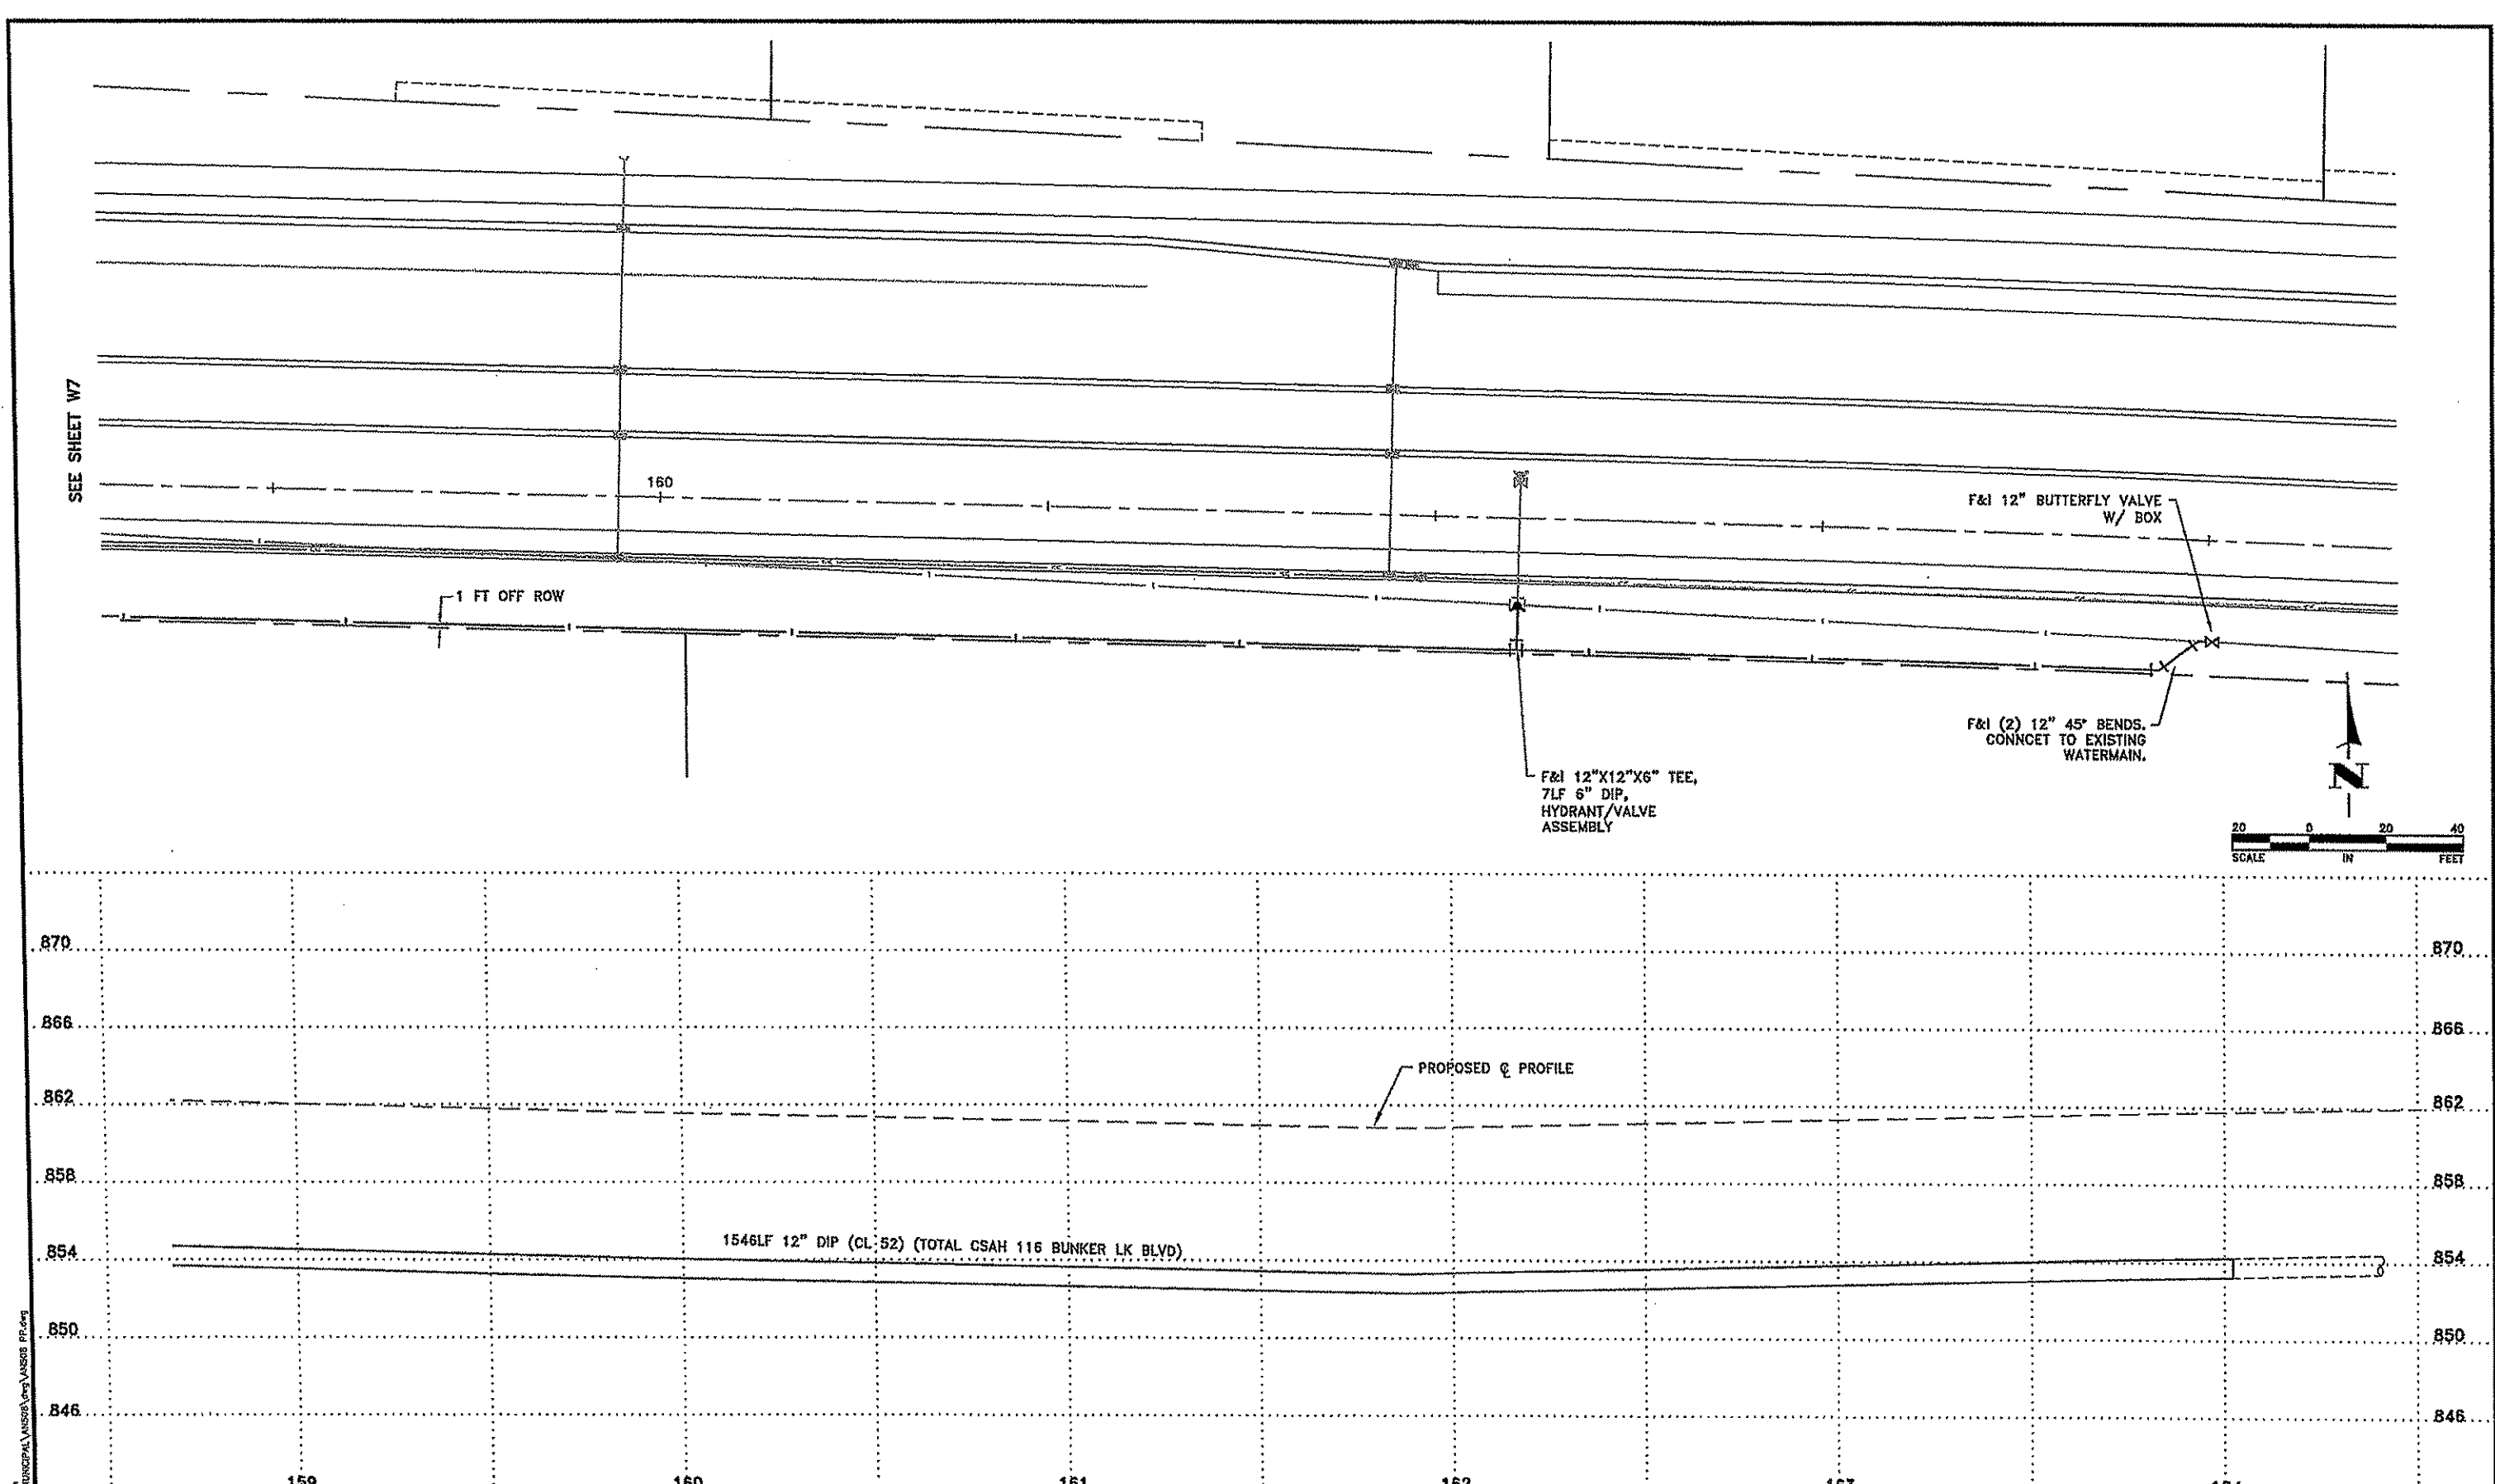 SEE SHEET W7
160
1 FT OFF ROW
F&I 12" BUTTERFLY VALVE
W/ BOX
F&I (2) 12" 45° BENDS.
CONNCET TO EXISTING
WATERMAIN.
F&I 12"X12"X6" TEE,
7LF 6" DIP,
HYDRANT/VALVE
ASSEMBLY
N
20 0 20 40
SCALE IN FEET
870 870
866 866
PROPOSED ℄ PROFILE
862 862
858 858
1546LF 12" DIP (CL 52) (TOTAL CSAH 116 BUNKER LK BLVD)
854 854
850 850
846 846
159 160 161 162 163